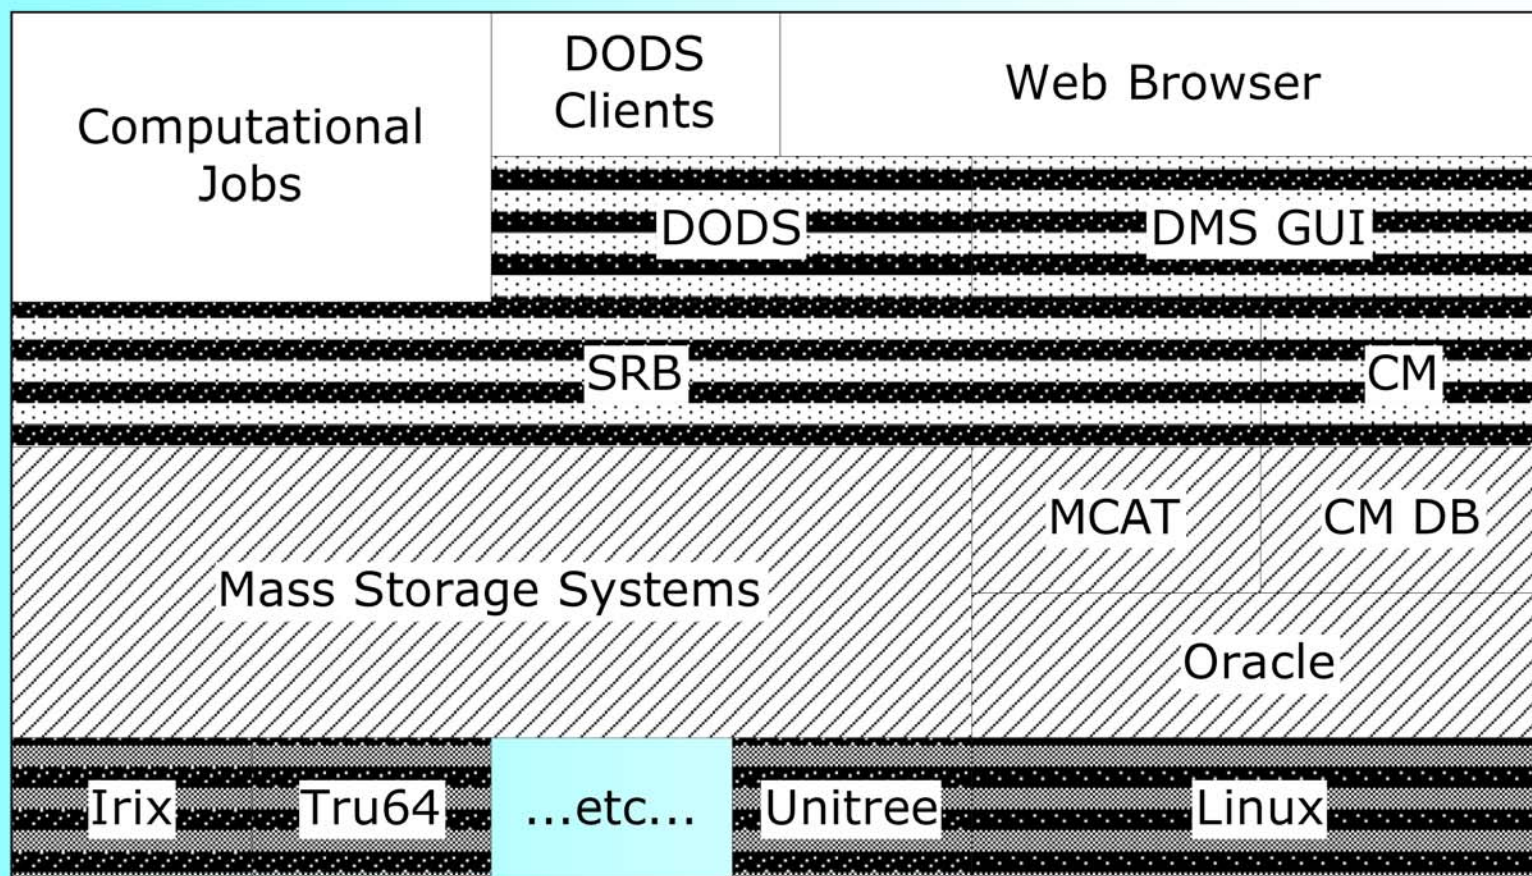 Computational
Jobs
DODS
Clients
Web Browser
DODS
DMS GUI
SRB
CM
Mass Storage Systems
MCAT
CM DB
Oracle
Irix
Tru64
...etc...
Unitree
Linux